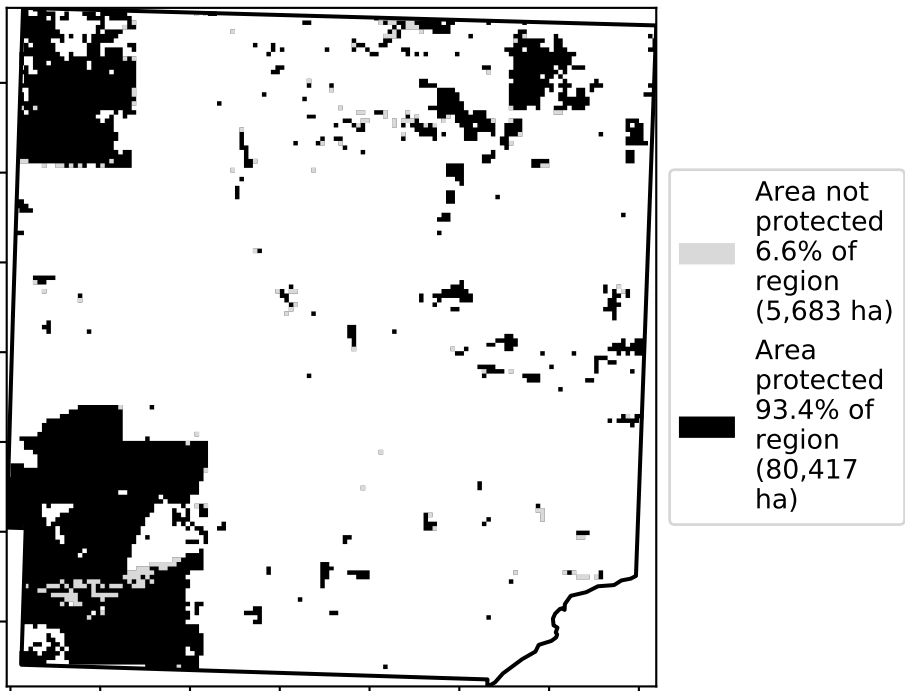 Area not
protected
6.6% of
region
(5,683 ha)
Area
protected
93.4% of
region
(80,417
ha)